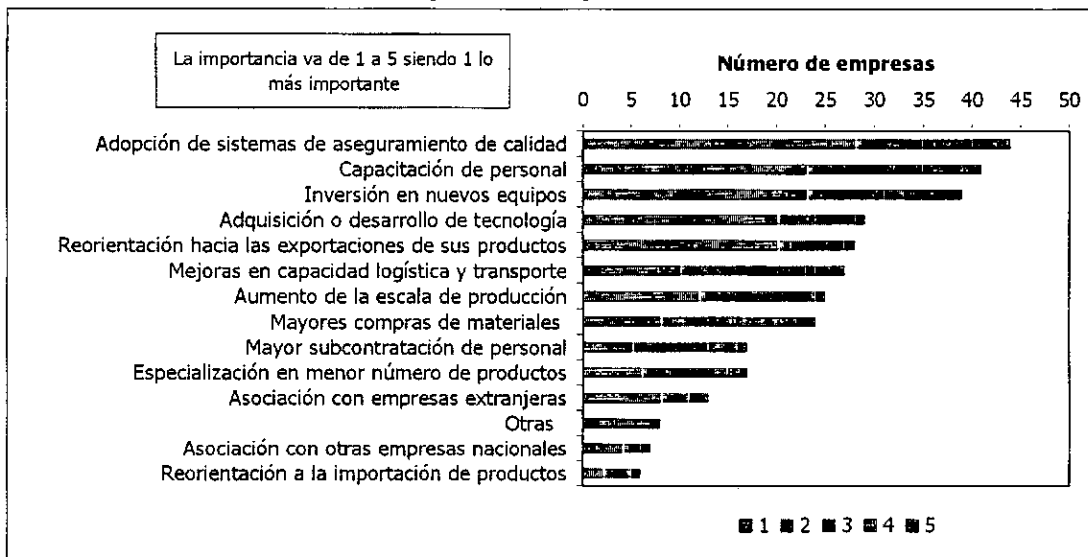 La importancia va de 1 a 5 siendo 1 lo
más importante
Número de empresas
0 5 10 15 20 25 30 35 40 45 50
Adopción de sistemas de aseguramiento de calidad
Capacitación de personal
Inversión en nuevos equipos
Adquisición o desarrollo de tecnología
Reorientación hacia las exportaciones de sus productos
Mejoras en capacidad logística y transporte
Aumento de la escala de producción
Mayores compras de materiales
Mayor subcontratación de personal
Especialización en menor número de productos
Asociación con empresas extranjeras
Otras
Asociación con otras empresas nacionales
Reorientación a la importación de productos
1 2 3 4 5